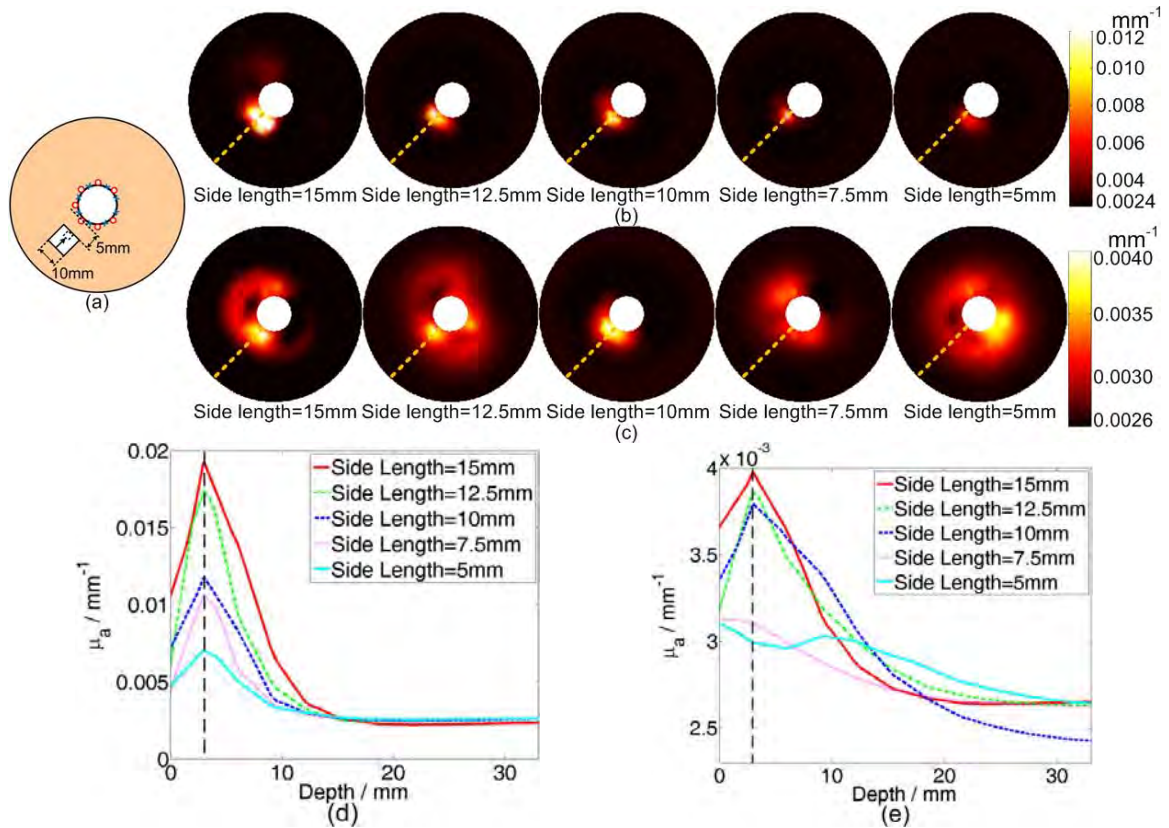 mm-1
0.012
0.010
0.008
0.006
0.004
0.0024
Side length=15mm Side length=12.5mm Side length=10mm Side length=7.5mm Side length=5mm
(b)
5mm
10mm
(a)
mm-1
0.0040
0.0035
0.0030
0.0026
Side length=15mm Side length=12.5mm Side length=10mm Side length=7.5mm Side length=5mm
(c)
0.02
0.015
0.01
0.005
0
μa / mm-1
Side Length=15mm
Side Length=12.5mm
Side Length=10mm
Side Length=7.5mm
Side Length=5mm
0 10 20 30
Depth / mm
(d)
x 10-3
4
3.5
3
2.5
μa / mm-1
Side Length=15mm
Side Length=12.5mm
Side Length=10mm
Side Length=7.5mm
Side Length=5mm
0 10 20 30
Depth / mm
(e)